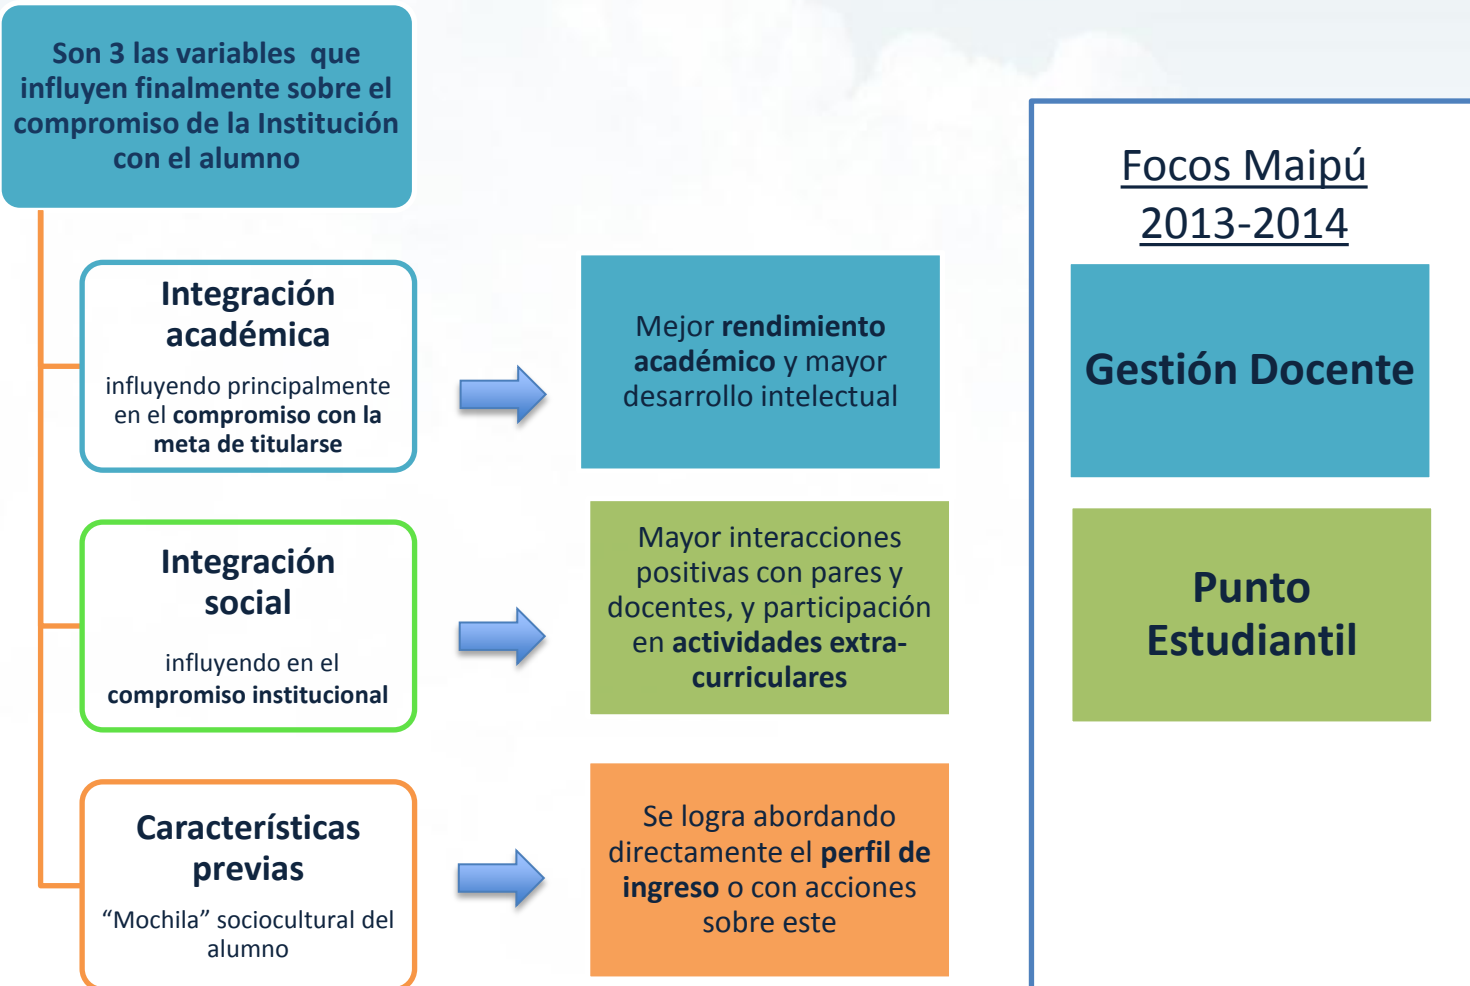 Son 3 las variables que
influyen finalmente sobre el
compromiso de la Institución
con el alumno
Integración
académica
influyendo principalmente
en el compromiso con la
meta de titularse
Mejor rendimiento
académico y mayor
desarrollo intelectual
Integración
social
influyendo en el
compromiso institucional
Mayor interacciones
positivas con pares y
docentes, y participación
en actividades extra-
curriculares
Características
previas
“Mochila” sociocultural del
alumno
Se logra abordando
directamente el perfil de
ingreso o con acciones
sobre este
Focos Maipú
2013-2014
Gestión Docente
Punto
Estudiantil